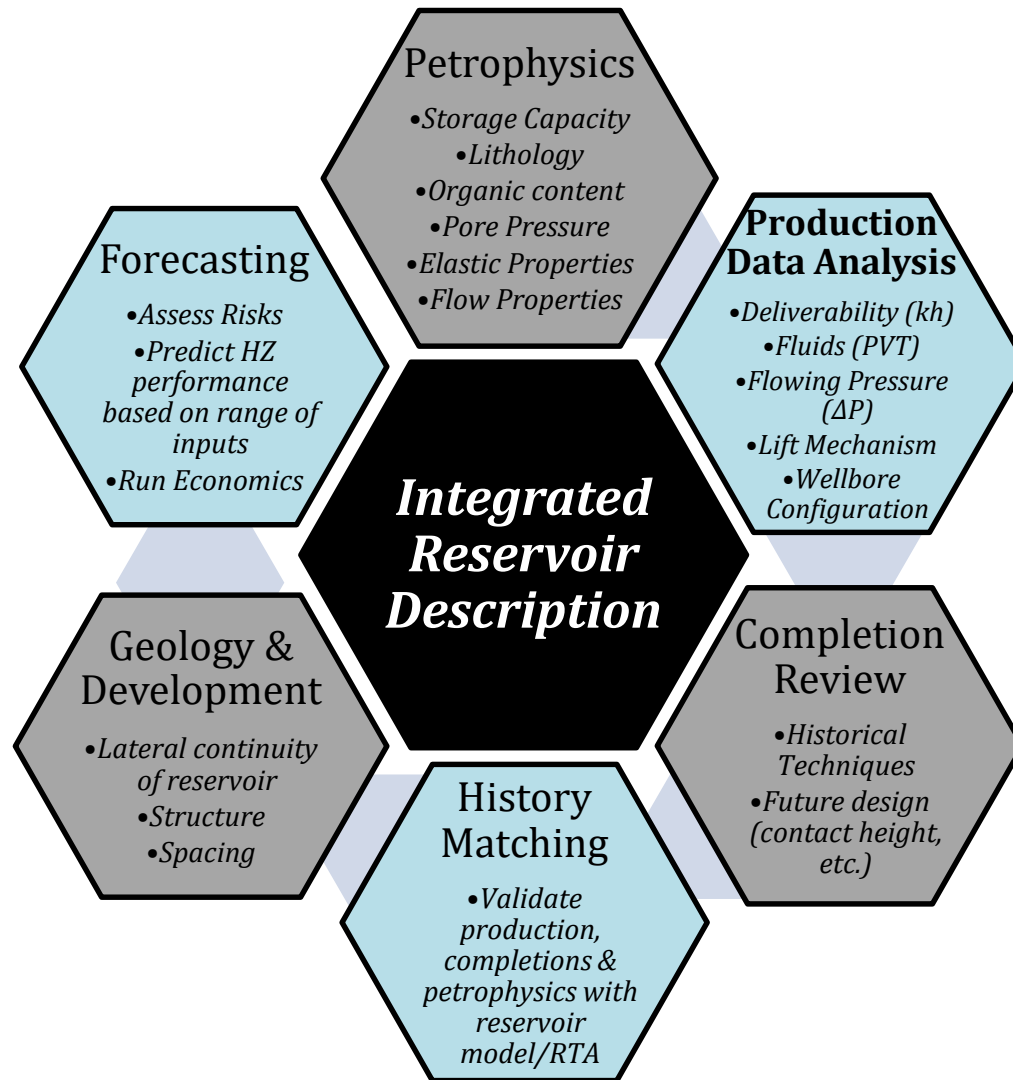 Petrophysics
•Storage Capacity
•Lithology
•Organic content
•Pore Pressure
•Elastic Properties
•Flow Properties
Production
Data Analysis
•Deliverability (kh)
•Fluids (PVT)
•Flowing Pressure
(ΔP)
•Lift Mechanism
•Wellbore
Configuration
Completion
Review
•Historical
Techniques
•Future design
(contact height,
etc.)
History
Matching
•Validate
production,
completions &
petrophysics with
reservoir
model/RTA
Geology &
Development
•Lateral continuity
of reservoir
•Structure
•Spacing
Forecasting
•Assess Risks
•Predict HZ
performance
based on range of
inputs
•Run Economics
Integrated
Reservoir
Description